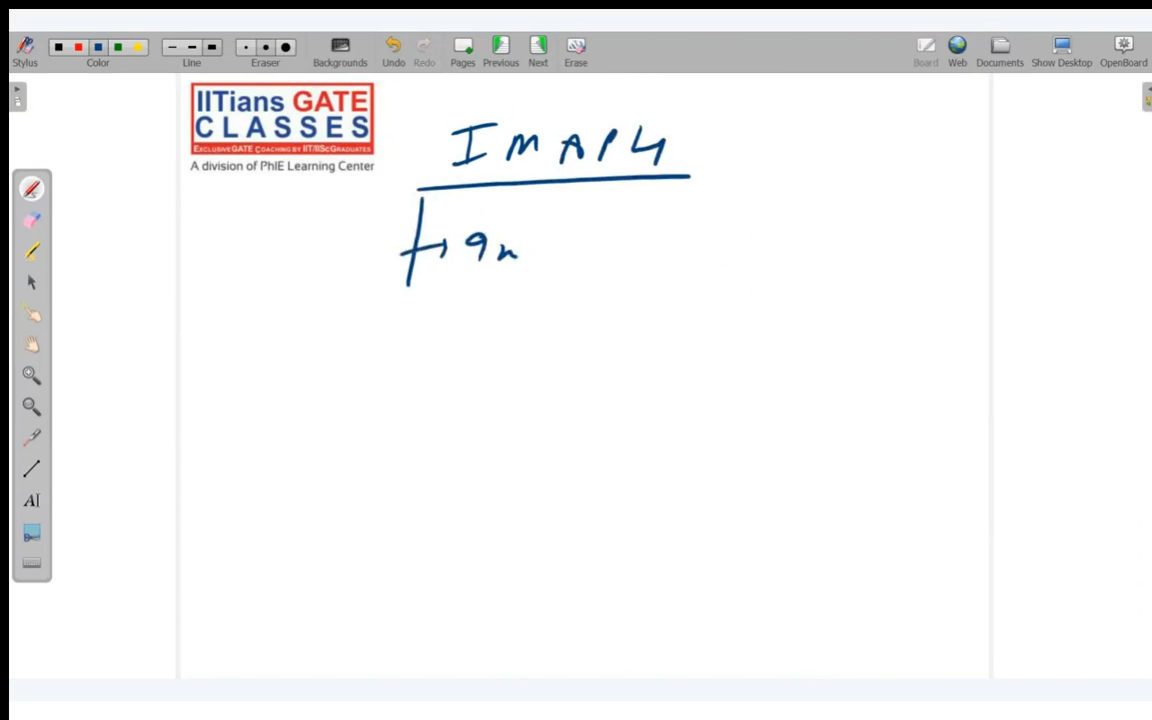 Stylus
Color
Line
Eraser
Backgrounds
Undo
Redo
Pages
Previous
Next
Erase
Board
Web
Documents
Show Desktop
OpenBoard
IITians GATE
CLASSES
EXCLUSIVE GATE COACHING BY IIT/IISc GRADUATES
A division of PhIE Learning Center
IMAP4
AI